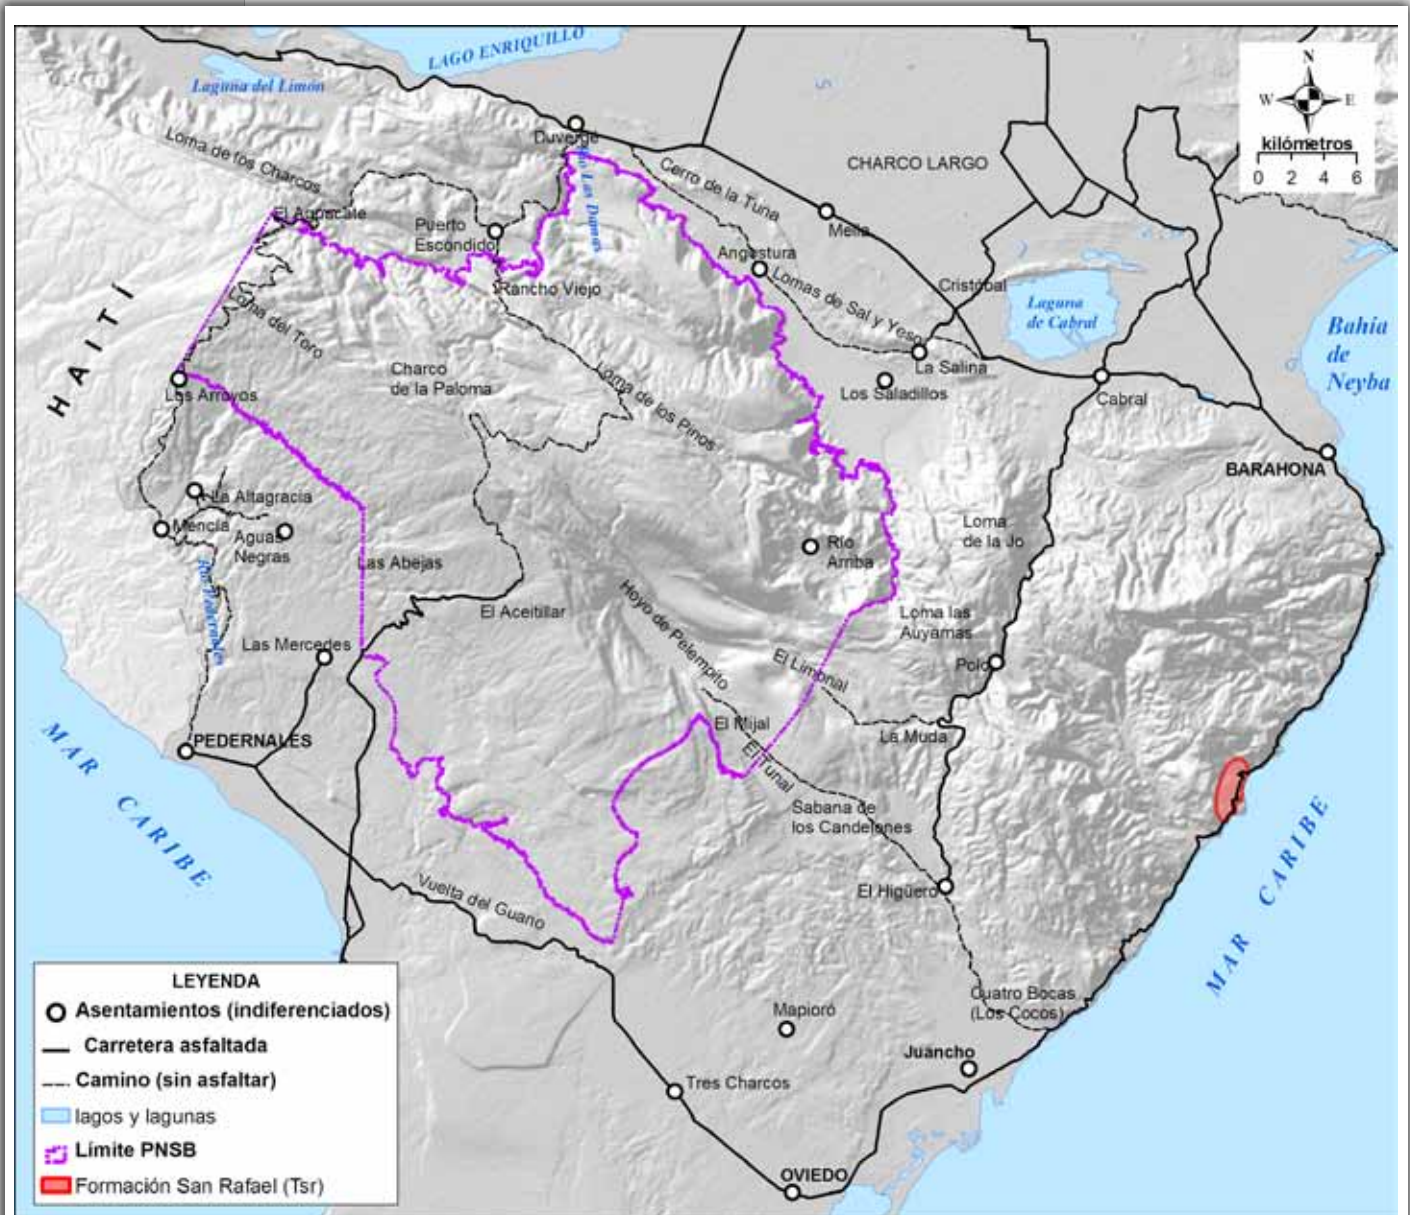 LAGO ENRIQUILLO
Laguna del Limón
N
W
E
S
kilómetros
0 2 4 6
Duvergé
Loma de los Charcos
Río Las Damas
Cerro de la Tuna
CHARCO LARGO
El Aguacate
Puerto
Escondido
Mella
Angostura
Rancho Viejo
Lomas de Sal y Yeso
Cristóbal
Laguna
de Cabral
Bahía
de
Neyba
HAITÍ
Loma del Toro
Charco
de la Paloma
Loma de los Pinos
La Salina
Los Saladillos
Cabral
Los Arroyos
BARAHONA
La Altagracia
Mencía
Aguas
Negras
Las Abejas
Río
Arriba
Loma
de la Jo
Río Pedernales
El Aceitillar
Hoyo de Pelempito
Loma las
Auyamas
Las Mercedes
El Limonal
Polo
PEDERNALES
El Mijal
La Muda
El Tunal
MAR CARIBE
Sabana de
los Candelones
MAR CARIBE
Vuelta del Guano
El Higüero
Cuatro Bocas
(Los Cocos)
Mapioró
Juancho
Tres Charcos
OVIEDO
LEYENDA
Asentamientos (indiferenciados)
Carretera asfaltada
Camino (sin asfaltar)
lagos y lagunas
Límite PNSB
Formación San Rafael (Tsr)